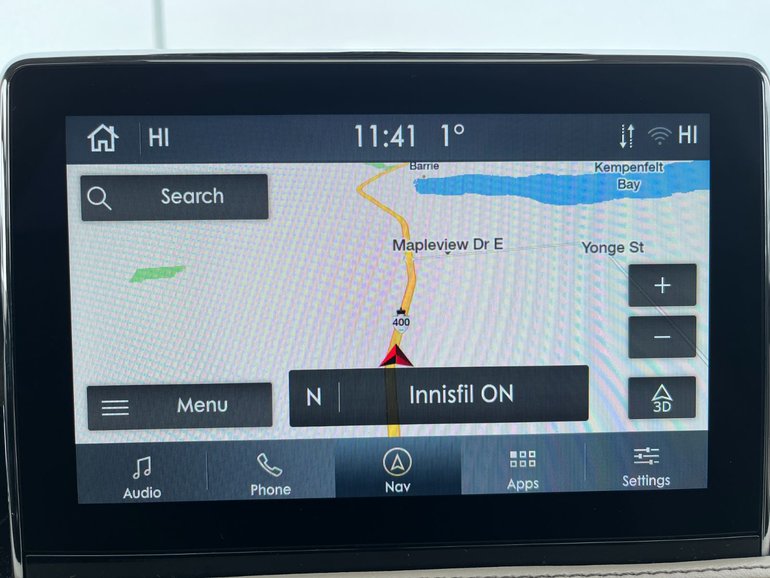 HI 11:41 1° HI
Search
Barrie
Kempenfelt
Bay
Mapleview Dr E
Yonge St
+
400
−
Menu
N Innisfil ON
3D
Audio Phone Nav Apps Settings